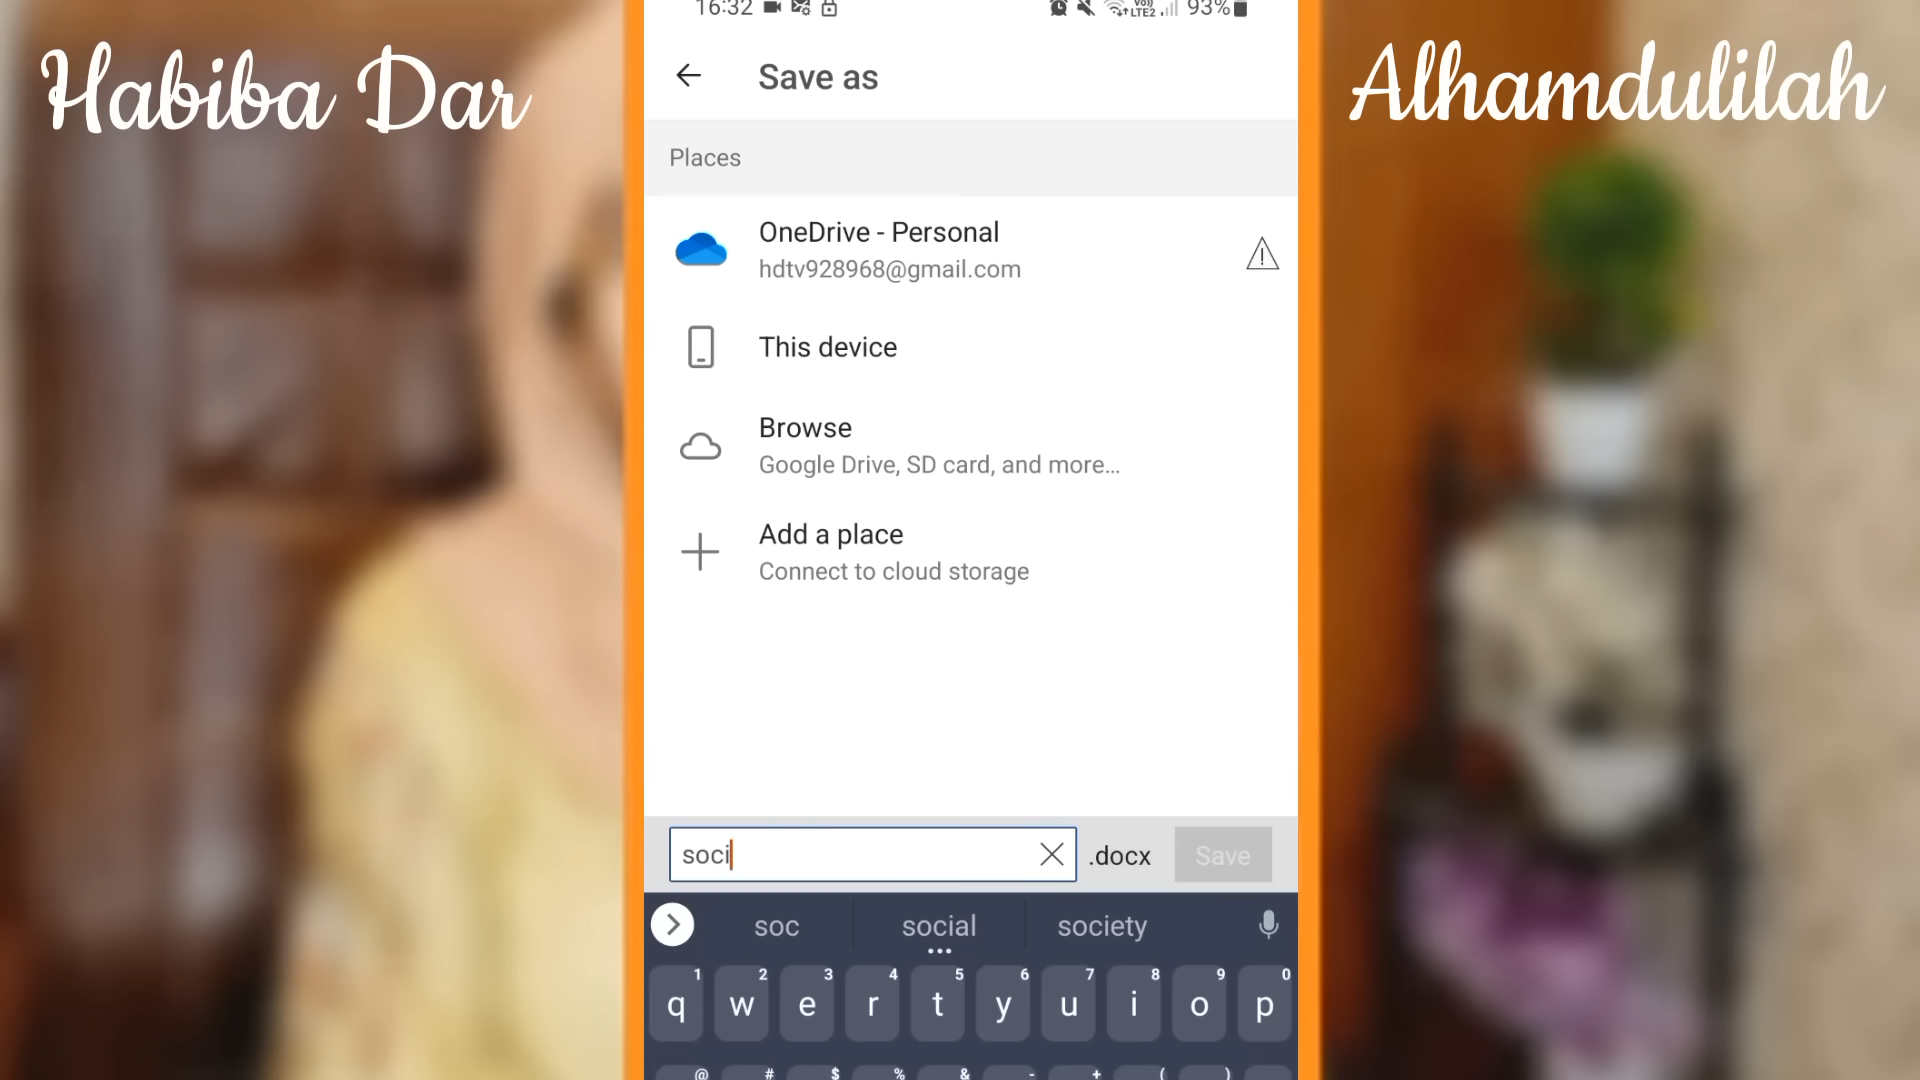 Habiba Dar
Alhamdulilah
16:32 Vo)) LTE2 93%
Save as
Places
OneDrive - Personal
hdtv928968@gmail.com
This device
Browse
Google Drive, SD card, and more...
Add a place
Connect to cloud storage
soci .docx Save
soc social society
1 2 3 4 5 6 7 8 9 0
q w e r t y u i o p
@ # $ % & - + ( )